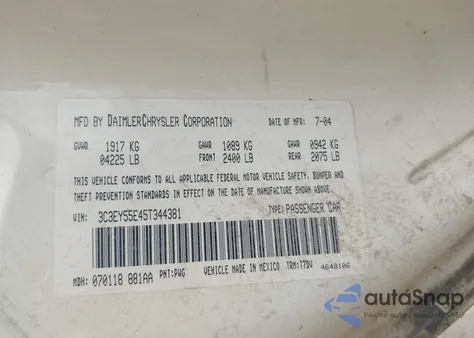 MFD BY DAIMLERCHRYSLER CORPORATION DATE OF MFR: 7-04
GVWR 1917 KG GAWR 1089 KG GAWR 0942 KG
04225 LB FRONT 2400 LB REAR 2075 LB
THIS VEHICLE CONFORMS TO ALL APPLICABLE FEDERAL MOTOR VEHICLE SAFETY, BUMPER AND
THEFT PREVENTION STANDARDS IN EFFECT ON THE DATE OF MANUFACTURE SHOWN ABOVE.
VIN: 3C3EY55E45T344381 TYPE: PASSENGER CAR
MDH: 070118 881AA PNT: PWG VEHICLE MADE IN MEXICO TRM: T7DV 4648106
autoSnap